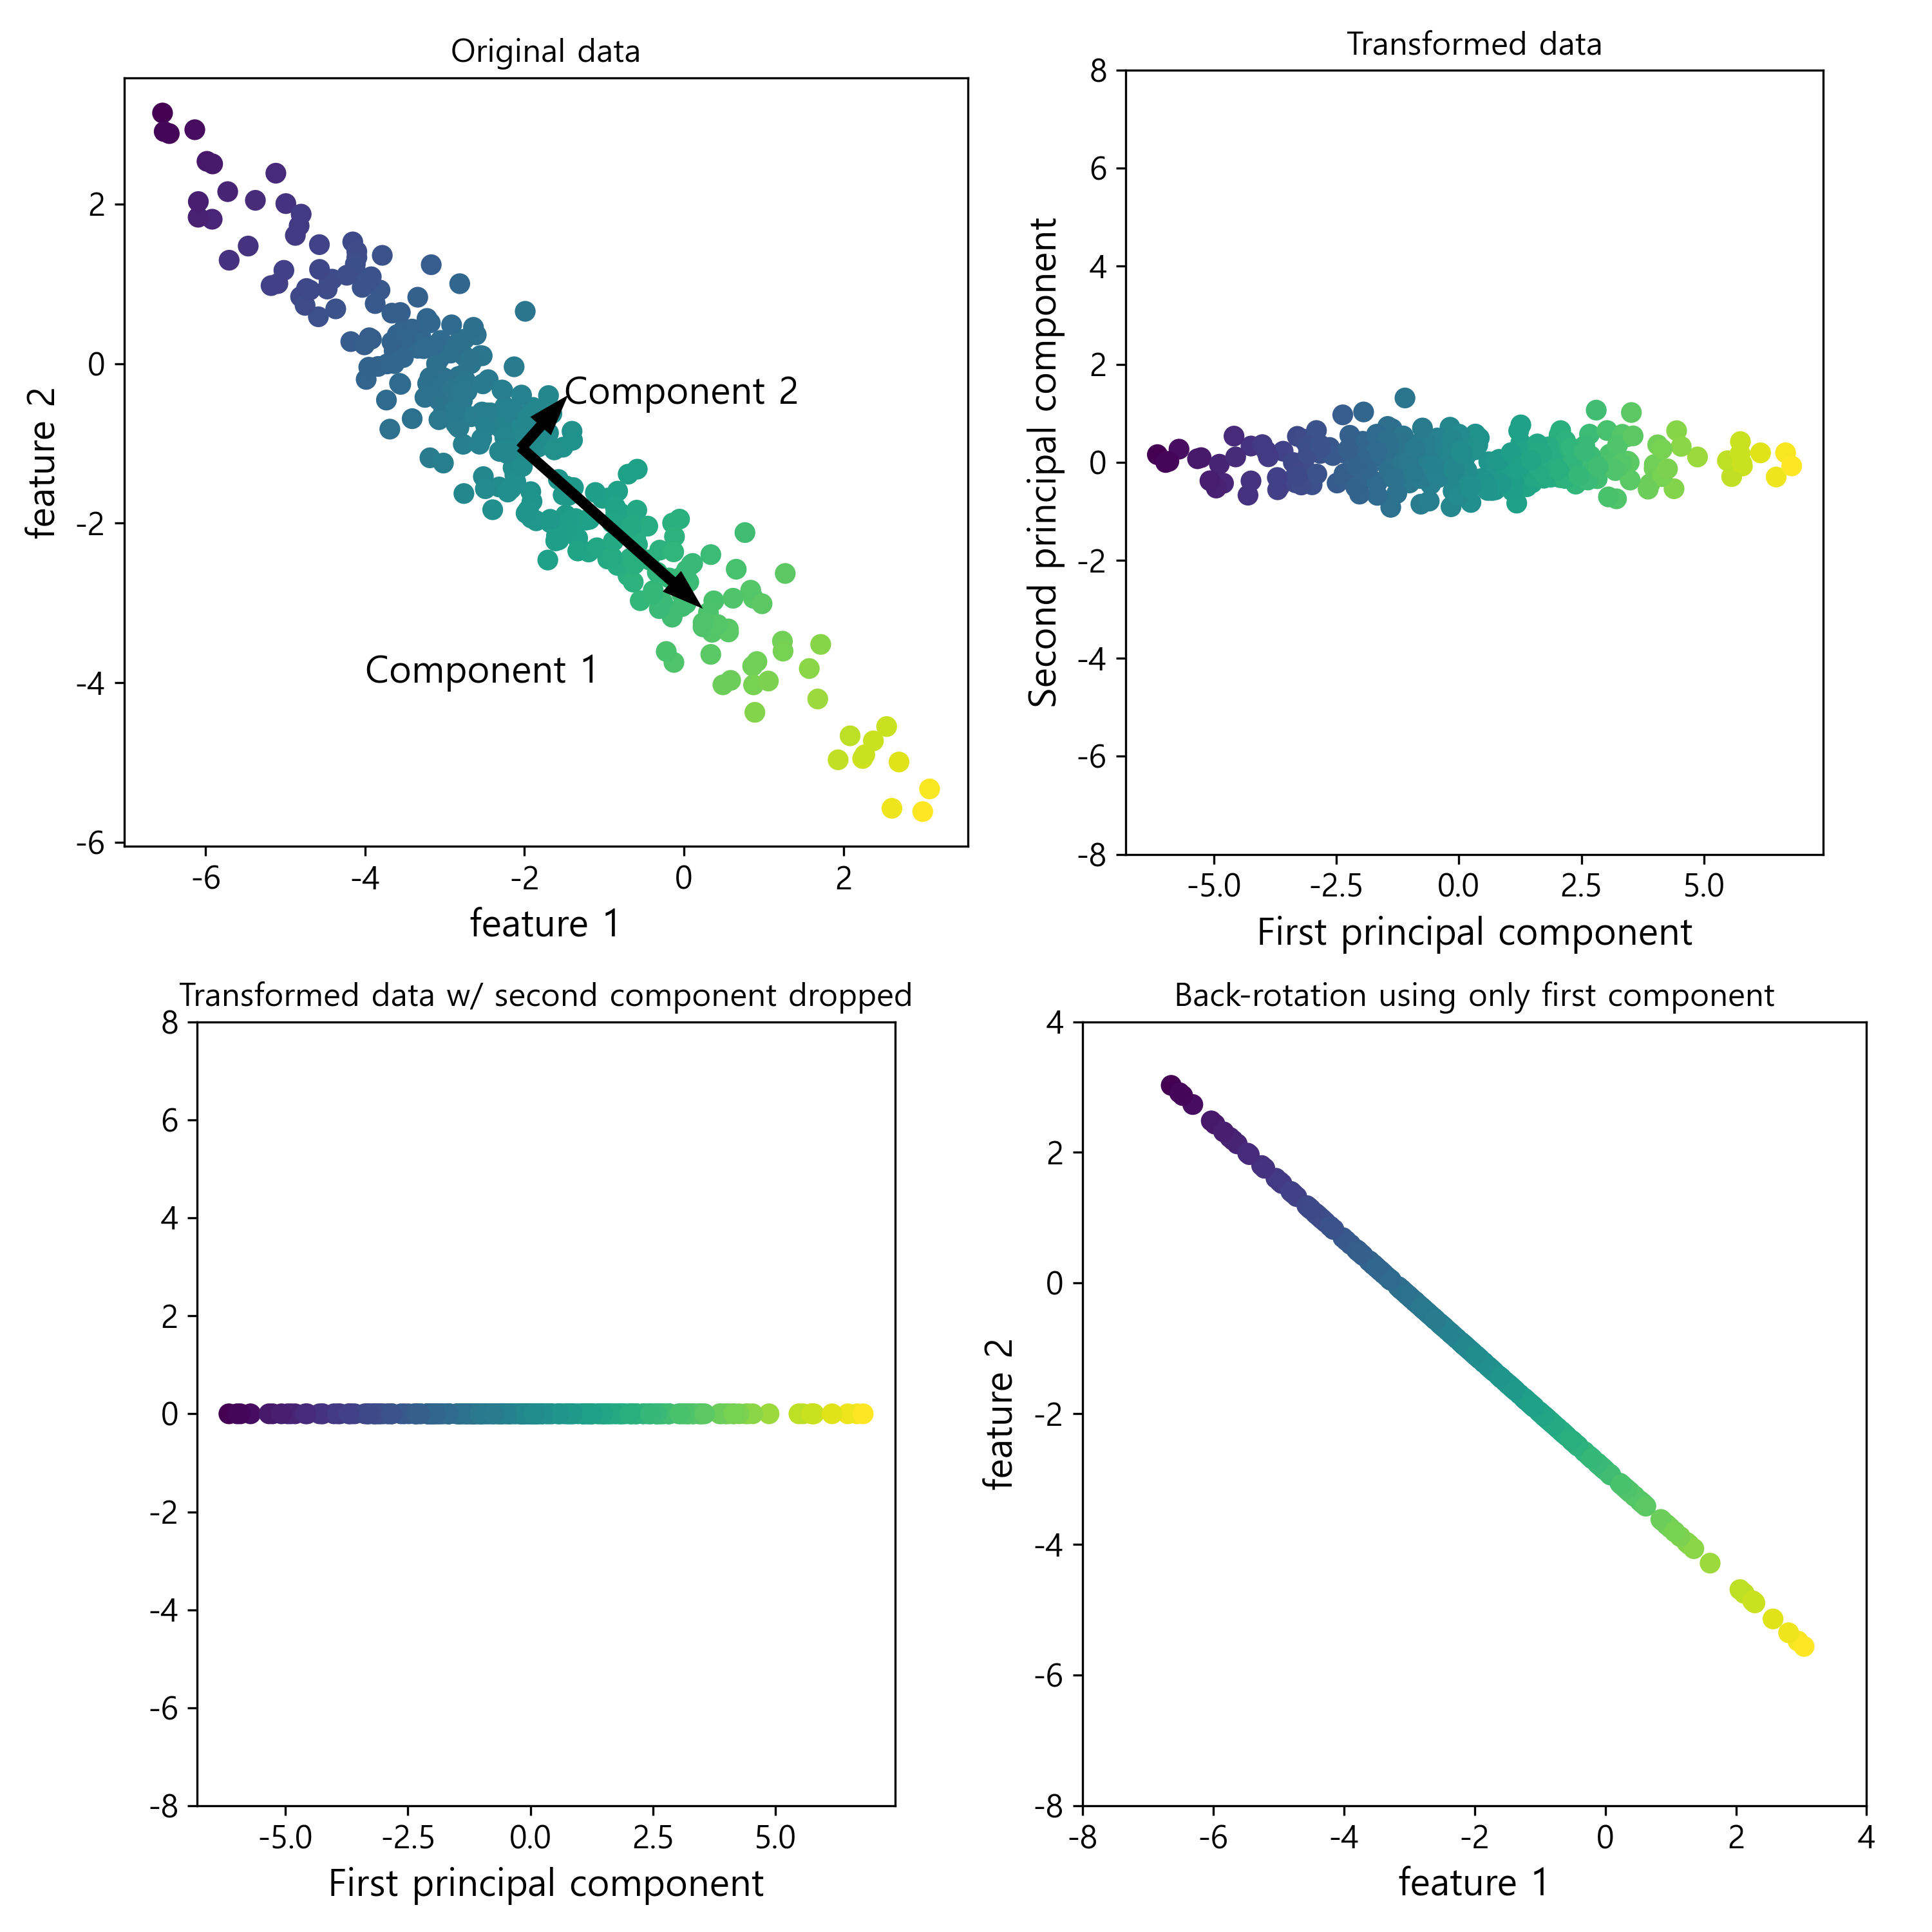 Original data
2
0
-2
-4
-6
feature 2
Component 2
Component 1
-6 -4 -2 0 2
feature 1
Transformed data
8
6
4
2
0
-2
-4
-6
-8
Second principal component
-5.0 -2.5 0.0 2.5 5.0
First principal component
Transformed data w/ second component dropped
8
6
4
2
0
-2
-4
-6
-8
-5.0 -2.5 0.0 2.5 5.0
First principal component
Back-rotation using only first component
4
2
0
-2
-4
-6
-8
feature 2
-8 -6 -4 -2 0 2 4
feature 1